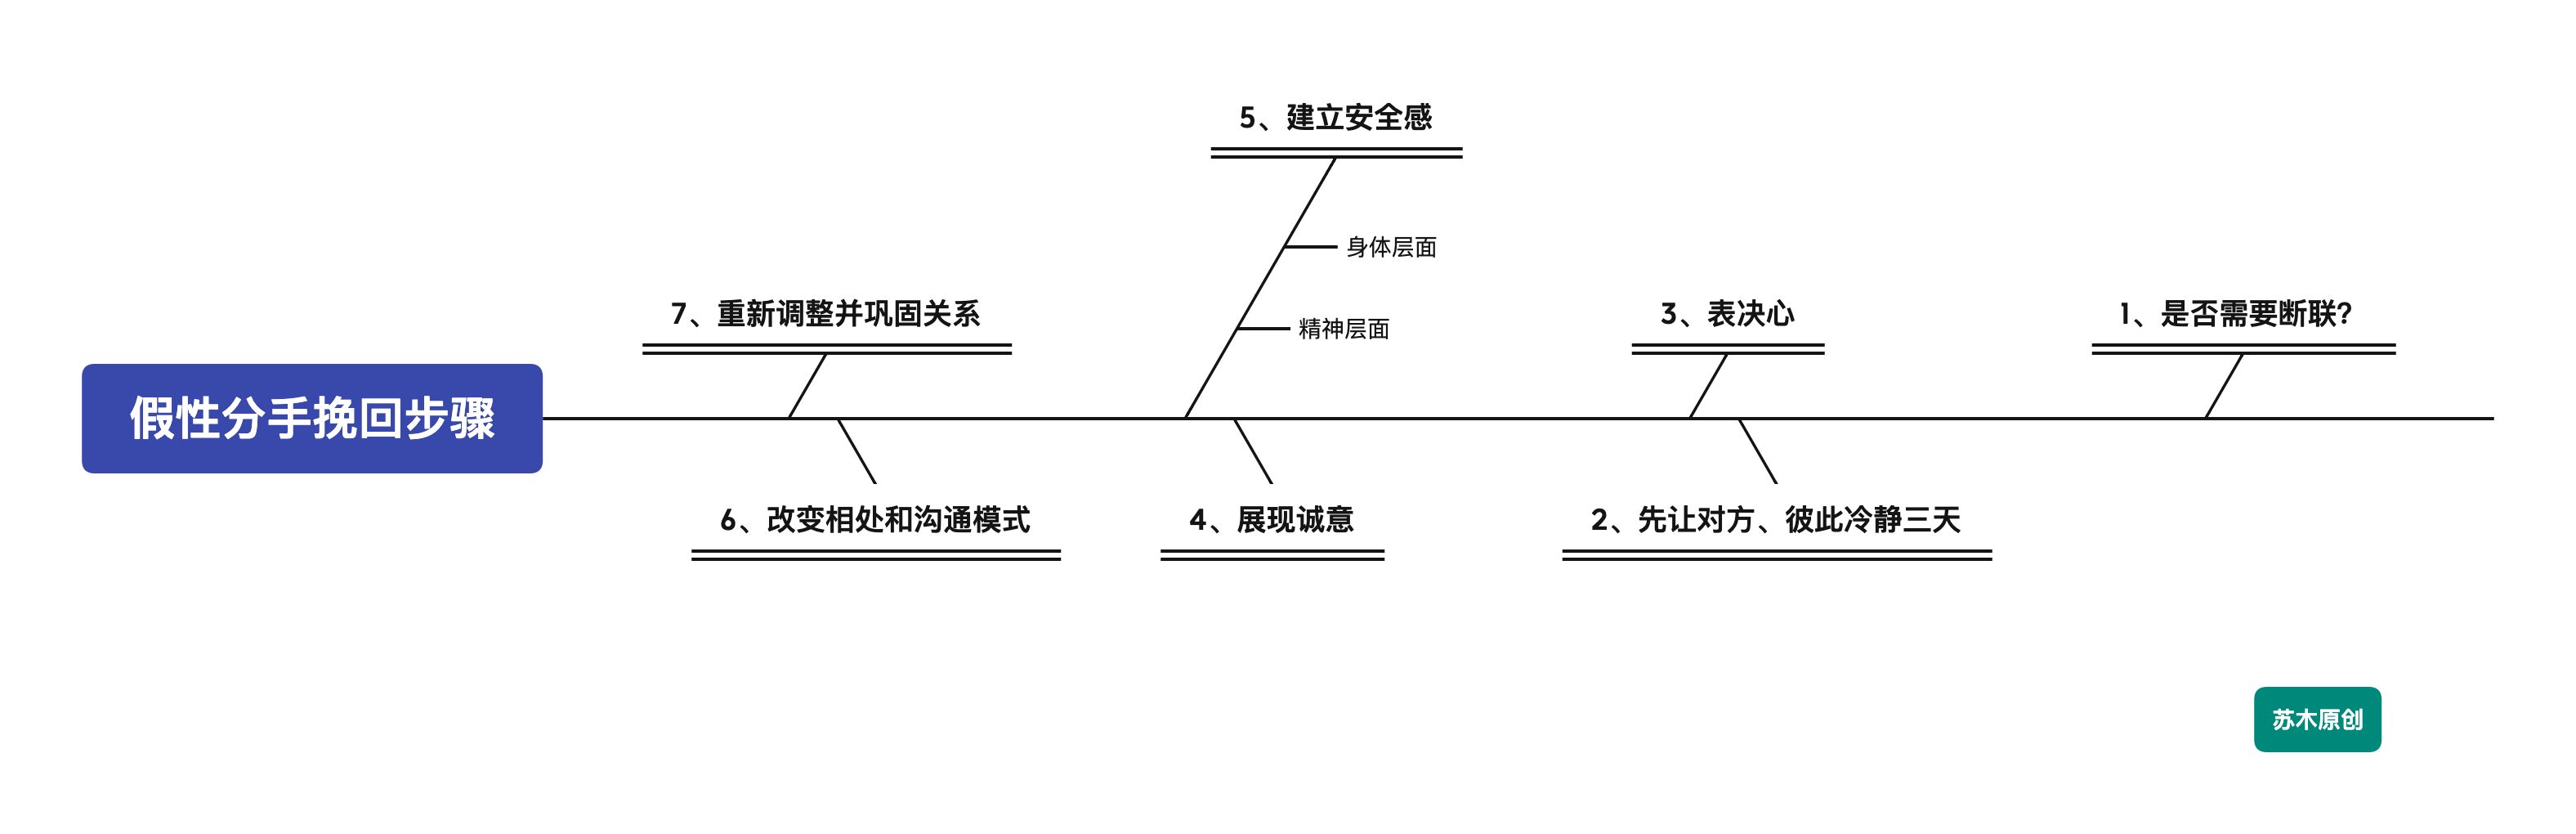 5、建立安全感
身体层面
7、重新调整并巩固关系
精神层面
3、表决心
1、是否需要断联?
假性分手挽回步骤
6、改变相处和沟通模式
4、展现诚意
2、先让对方、彼此冷静三天
苏木原创